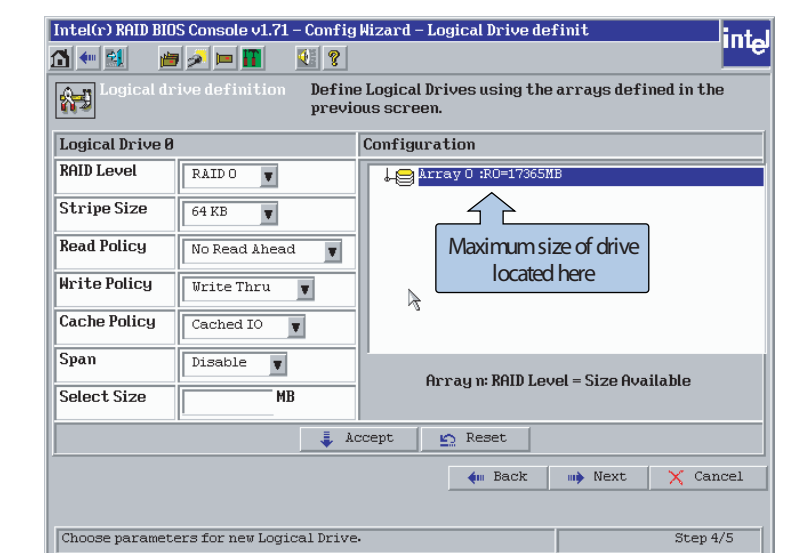 Intel(r) RAID BIOS Console v1.71 – Config Wizard – Logical Drive definit
intel
Logical drive definition
Define Logical Drives using the arrays defined in the
previous screen.
Logical Drive 0
Configuration
RAID Level
RAID 0
Array 0 :R0=17365MB
Stripe Size
64 KB
Maximum size of drive
located here
Read Policy
No Read Ahead
Write Policy
Write Thru
Cache Policy
Cached IO
Span
Disable
Array n: RAID Level = Size Available
Select Size
MB
Accept
Reset
Back
Next
Cancel
Choose parameters for new Logical Drive.
Step 4/5